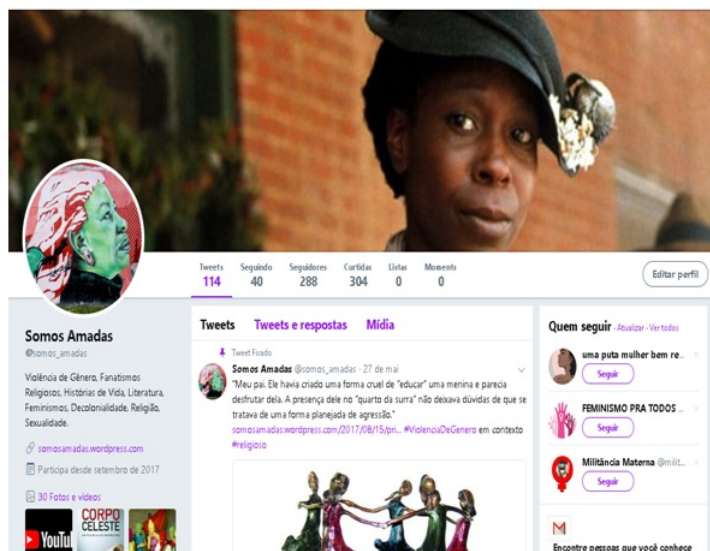 Tweets Seguindo Seguidores Curtidas Listas Moments
114 40 288 304 0 0
Editar perfil
Somos Amadas
@somos_amadas
Violência de Gênero, Fanatismos
Religiosos, Histórias de Vida, Literatura,
Feminismos, Decolonialidade, Religião,
Sexualidade.
somosamadas.wordpress.com
Participa desde setembro de 2017
30 Fotos e vídeos
YouTu
CORPO
CELESTE
Tweets Tweets e respostas Mídia
Tweet Fixado
Somos Amadas @somos_amadas · 27 de mai
"Meu pai. Ele havia criado uma forma cruel de "educar" uma menina e parecia
desfrutar dela. A presença dele no "quarto da surra" não deixava dúvidas de que se
tratava de uma forma planejada de agressão."
somosamadas.wordpress.com/2017/08/15/pn... #ViolenciaDeGenero em contexto
#religioso
Quem seguir · Atualizar · Ver todos
uma puta mulher bem re...
Seguir
FEMINISMO PRA TODOS ...
Seguir
Militância Materna @milit...
Seguir
Encontre pessoas que você conhece